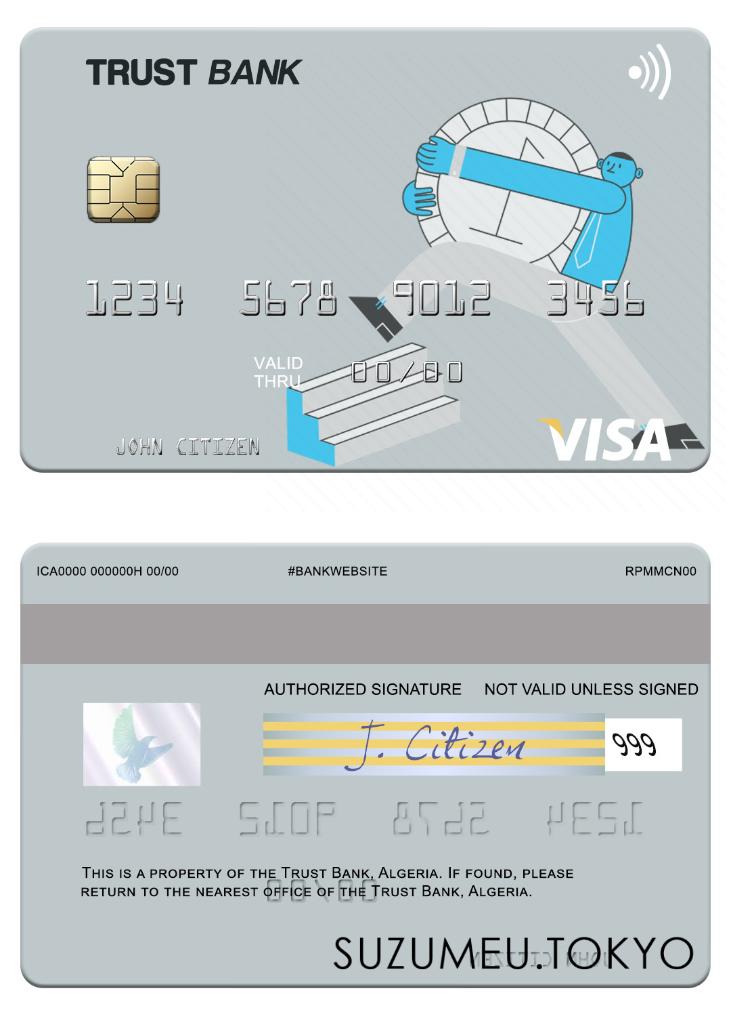 TRUST BANK
1234 5678 9012 3456
VALID
THRU 00/00
JOHN CITIZEN
VISA
ICA0000 000000H 00/00 #BANKWEBSITE RPMMCN00
AUTHORIZED SIGNATURE NOT VALID UNLESS SIGNED
J. Citizen 999
THIS IS A PROPERTY OF THE TRUST BANK, ALGERIA. IF FOUND, PLEASE
RETURN TO THE NEAREST OFFICE OF THE TRUST BANK, ALGERIA.
SUZUMEU.TOKYO